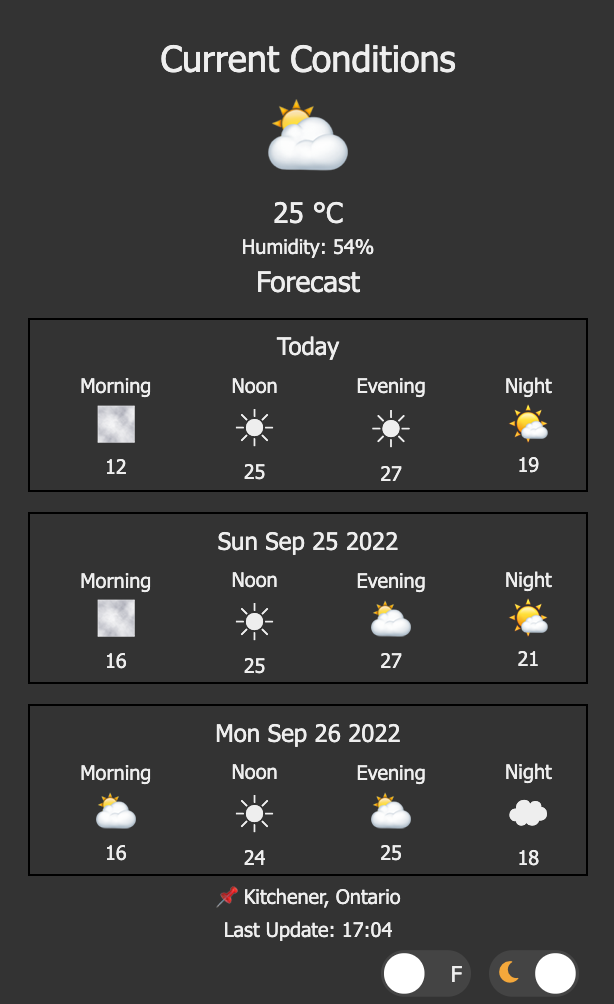 Current Conditions
25 °C
Humidity: 54%
Forecast
Today
Morning Noon Evening Night
12 25 27 19
Sun Sep 25 2022
Morning Noon Evening Night
16 25 27 21
Mon Sep 26 2022
Morning Noon Evening Night
16 24 25 18
Kitchener, Ontario
Last Update: 17:04
F